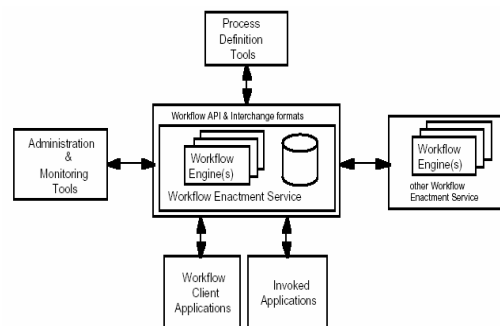 Process
Definition
Tools
Workflow API & Interchange formats
Administration
&
Monitoring
Tools
Workflow
Engine(s)
Workflow Enactment Service
Workflow
Engine(s)
other Workflow
Enactment Service
Workflow
Client
Applications
Invoked
Applications